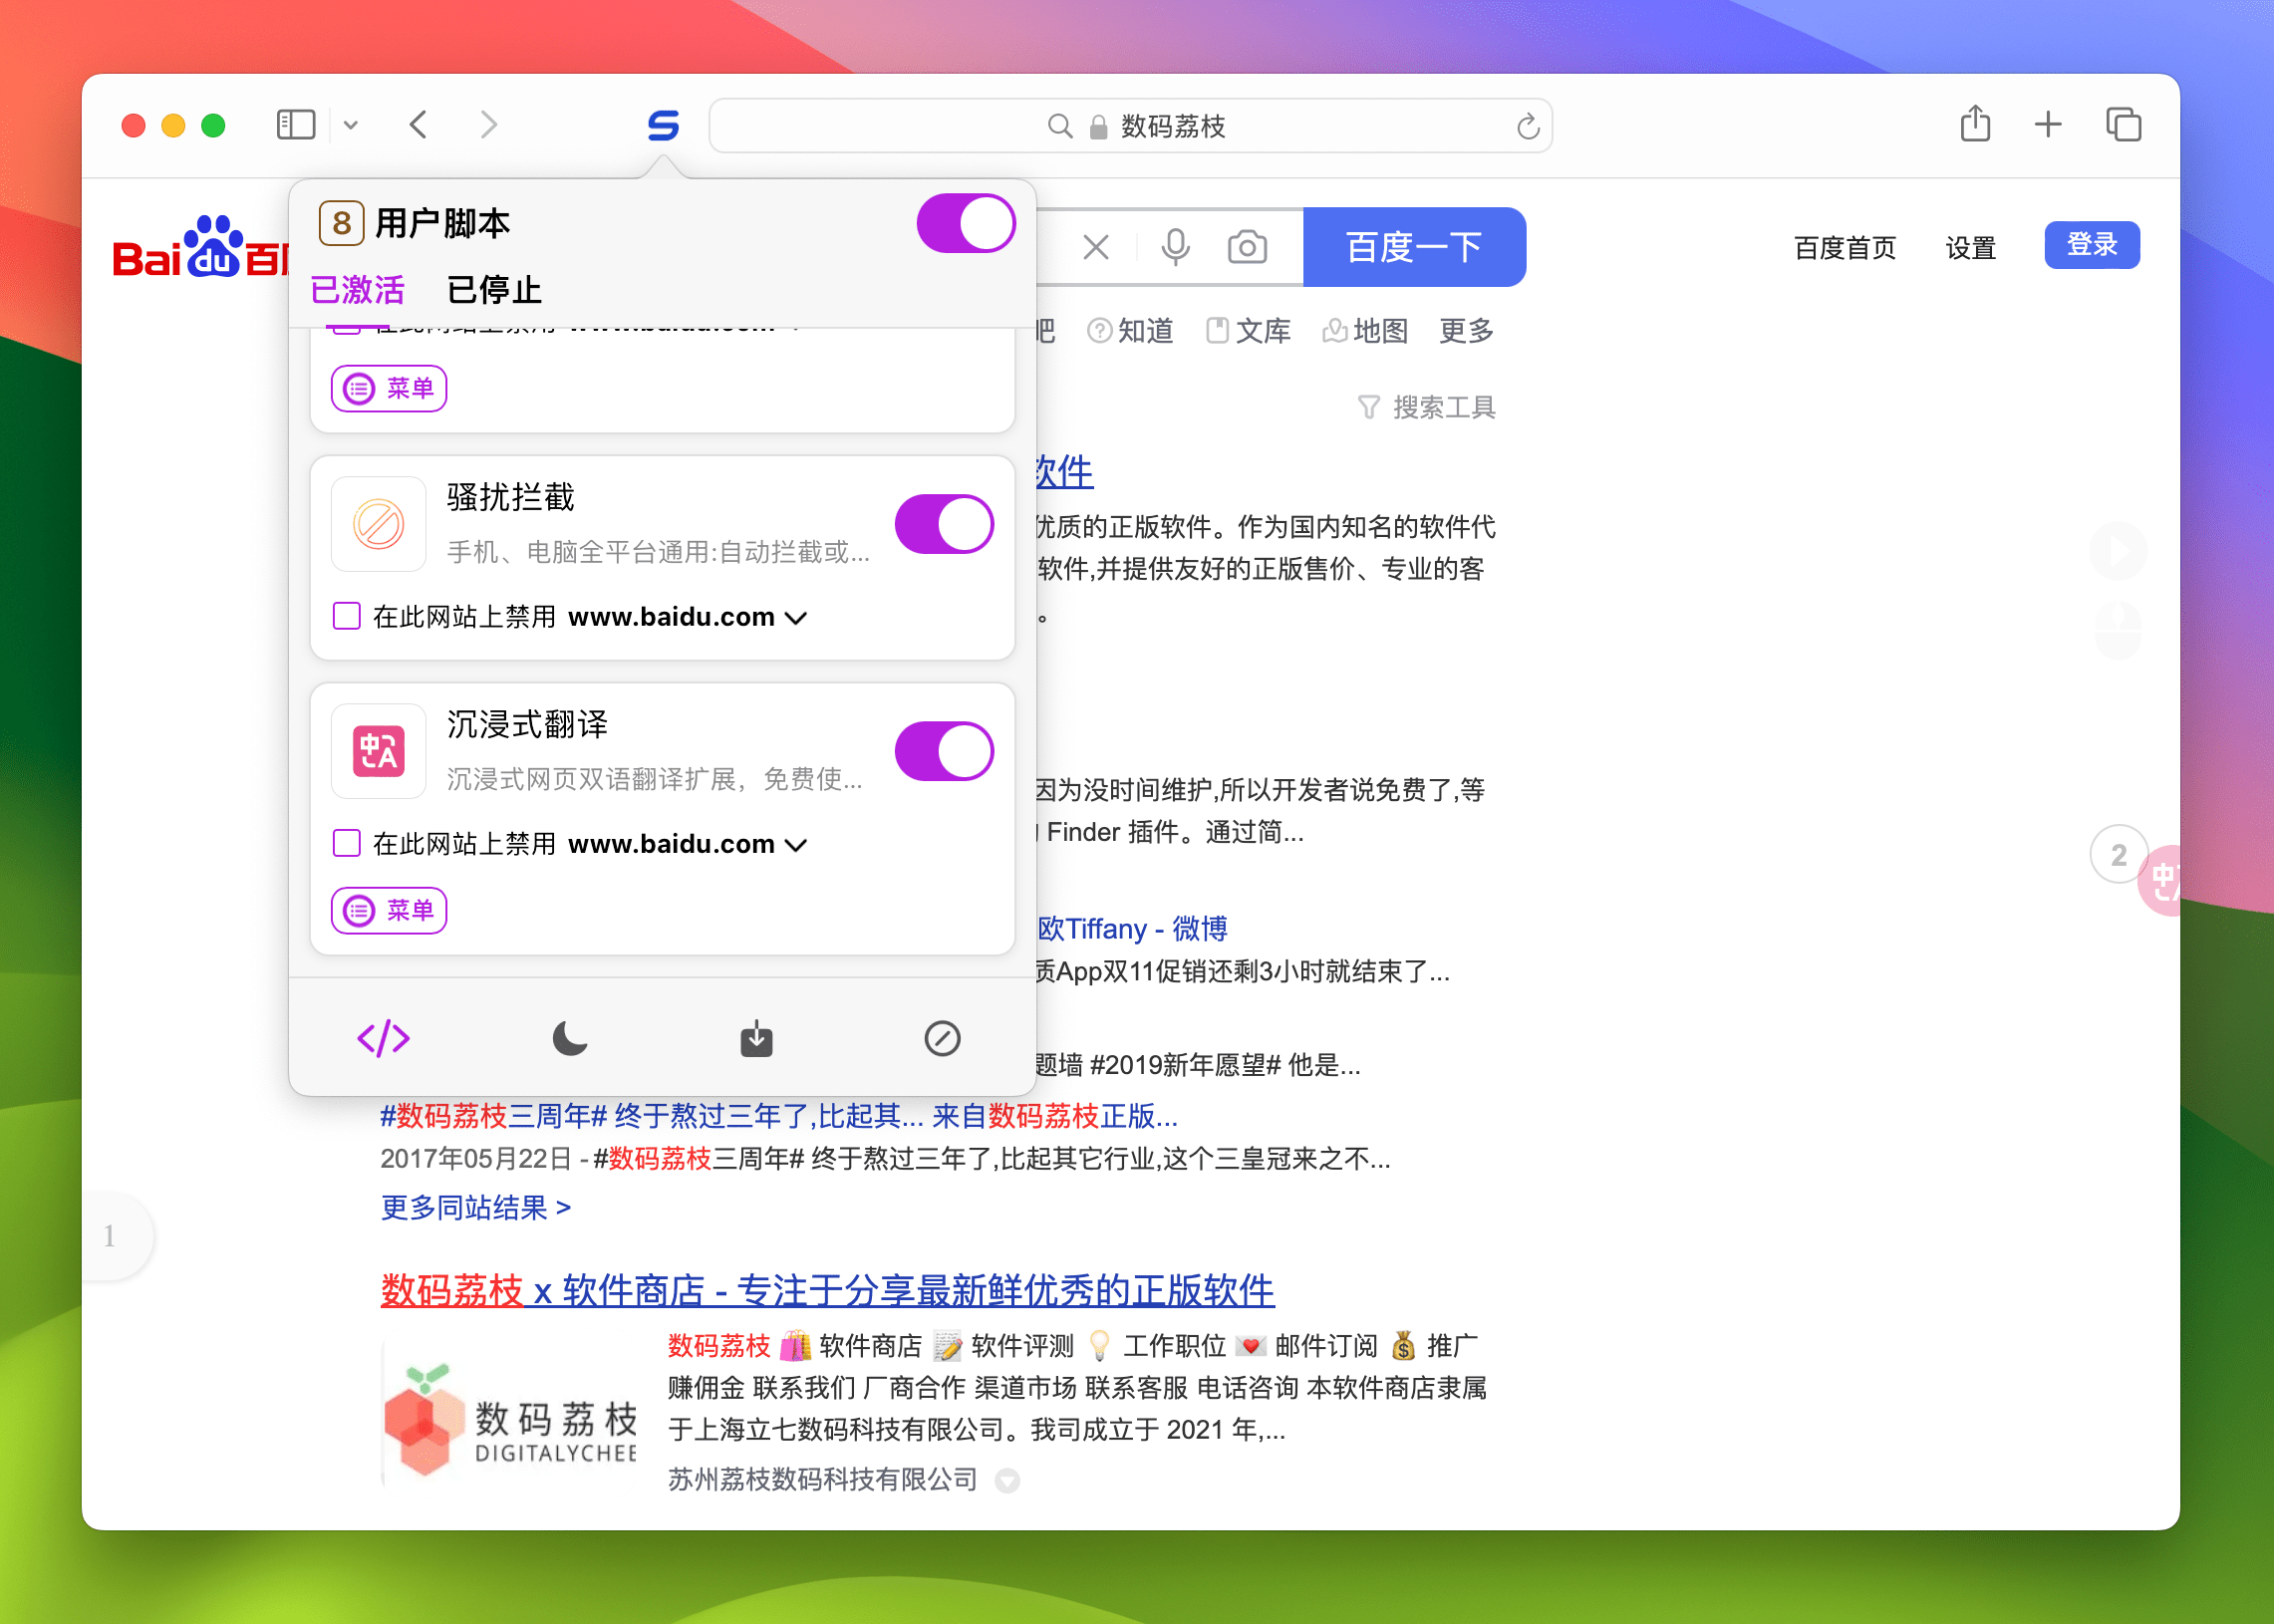 数码荔枝
8 用户脚本
已激活 已停止
在此网站上禁用 www.baidu.com
菜单
骚扰拦截
手机、电脑全平台通用:自动拦截或...
在此网站上禁用 www.baidu.com
沉浸式翻译
沉浸式网页双语翻译扩展，免费使...
在此网站上禁用 www.baidu.com
菜单
Bai du 百
百度一下
百度首页 设置 登录
吧 知道 文库 地图 更多
搜索工具
软件
优质的正版软件。作为国内知名的软件代
软件,并提供友好的正版售价、专业的客
。
因为没时间维护,所以开发者说免费了,等
Finder 插件。通过简...
欧Tiffany - 微博
质App双11促销还剩3小时就结束了...
题墙 #2019新年愿望# 他是...
#数码荔枝三周年# 终于熬过三年了,比起其... 来自数码荔枝正版...
2017年05月22日 - #数码荔枝三周年# 终于熬过三年了,比起其它行业,这个三皇冠来之不...
更多同站结果 >
数码荔枝 x 软件商店 - 专注于分享最新鲜优秀的正版软件
数码荔枝 🛍️ 软件商店 📝 软件评测 💡 工作职位 💌 邮件订阅 💰 推广
赚佣金 联系我们 厂商合作 渠道市场 联系客服 电话咨询 本软件商店隶属
于上海立七数码科技有限公司。我司成立于 2021 年,...
苏州荔枝数码科技有限公司
数码荔枝
DIGITALYCHEE
1
2
中A